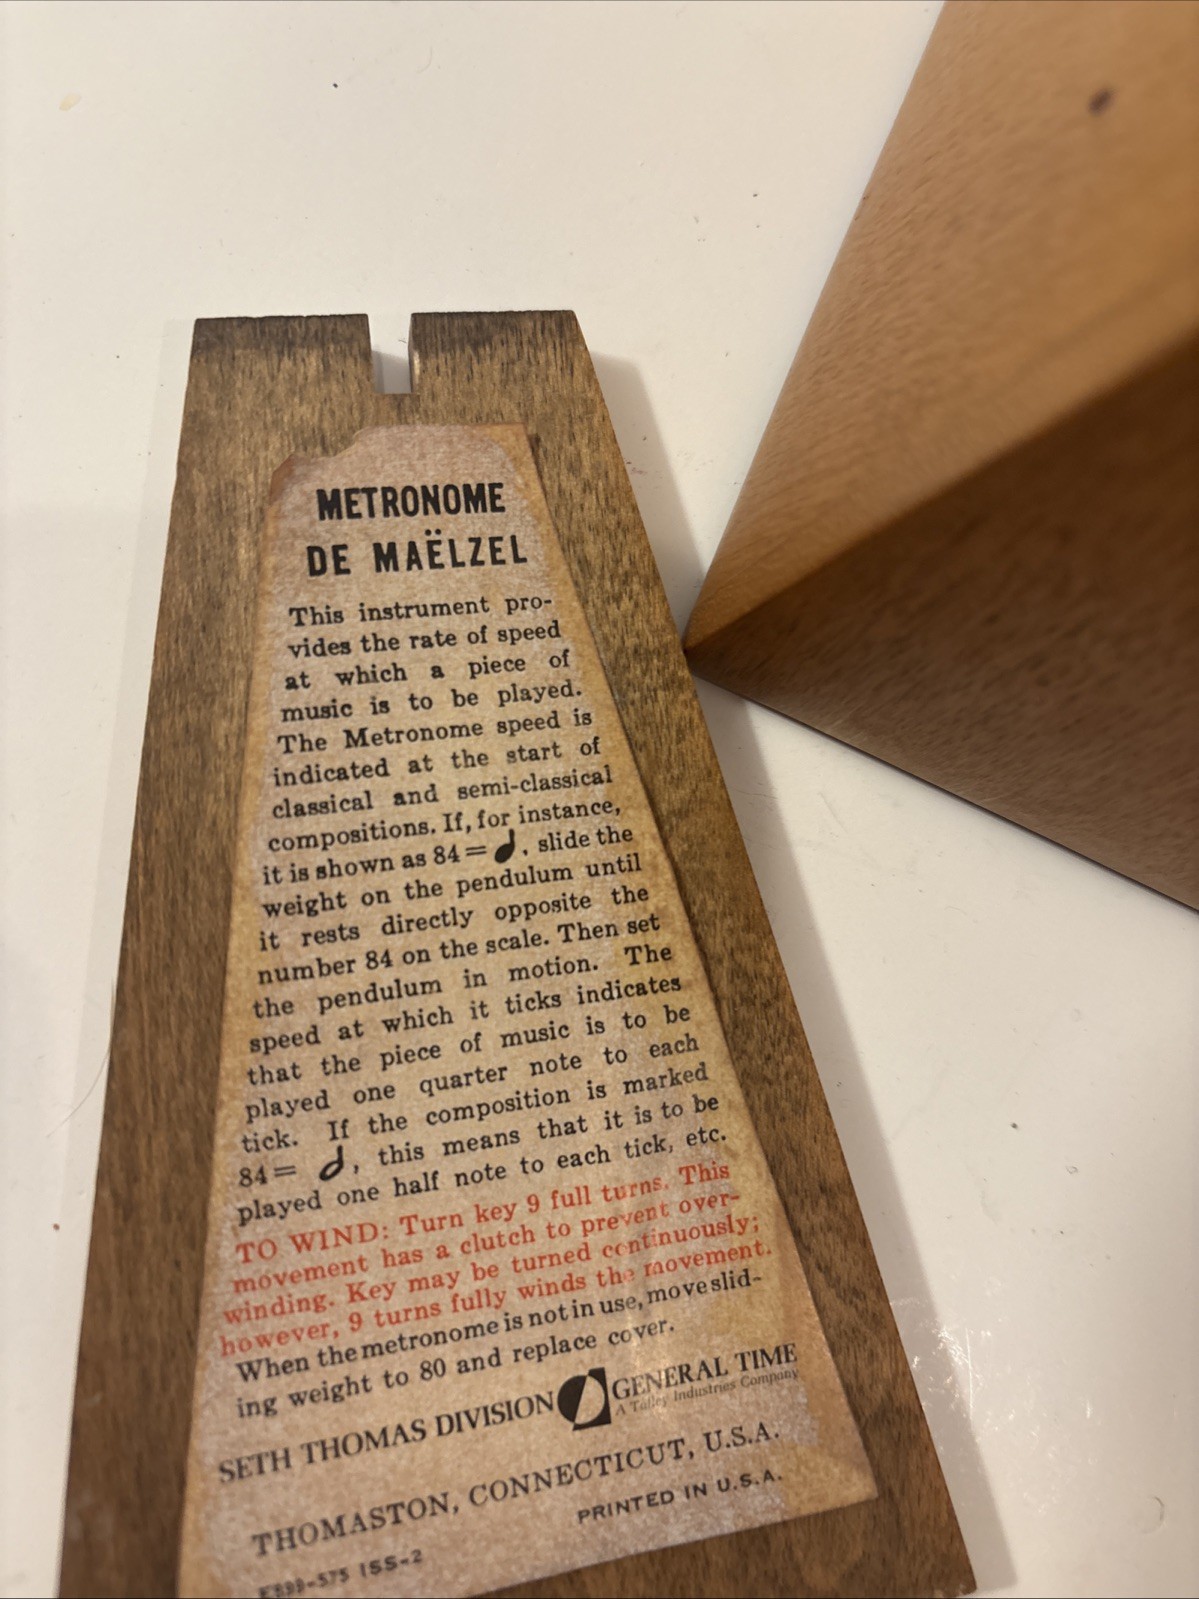 METRONOME
DE MAËLZEL
This instrument pro-
vides the rate of speed
at which a piece of
music is to be played.
The Metronome speed is
indicated at the start of
classical and semi-classical
compositions. If, for instance,
it is shown as 84 = ♩, slide the
weight on the pendulum until
it rests directly opposite the
number 84 on the scale. Then set
the pendulum in motion. The
speed at which it ticks indicates
that the piece of music is to be
played one quarter note to each
tick. If the composition is marked
84 = 𝅗𝅥, this means that it is to be
played one half note to each tick, etc.
TO WIND: Turn key 9 full turns. This
movement has a clutch to prevent over-
winding. Key may be turned continuously;
however, 9 turns fully winds the movement.
When the metronome is not in use, move slid-
ing weight to 80 and replace cover.
SETH THOMAS DIVISION GENERAL TIME
A Talley Industries Company
THOMASTON, CONNECTICUT, U.S.A.
PRINTED IN U.S.A.
ISS-2